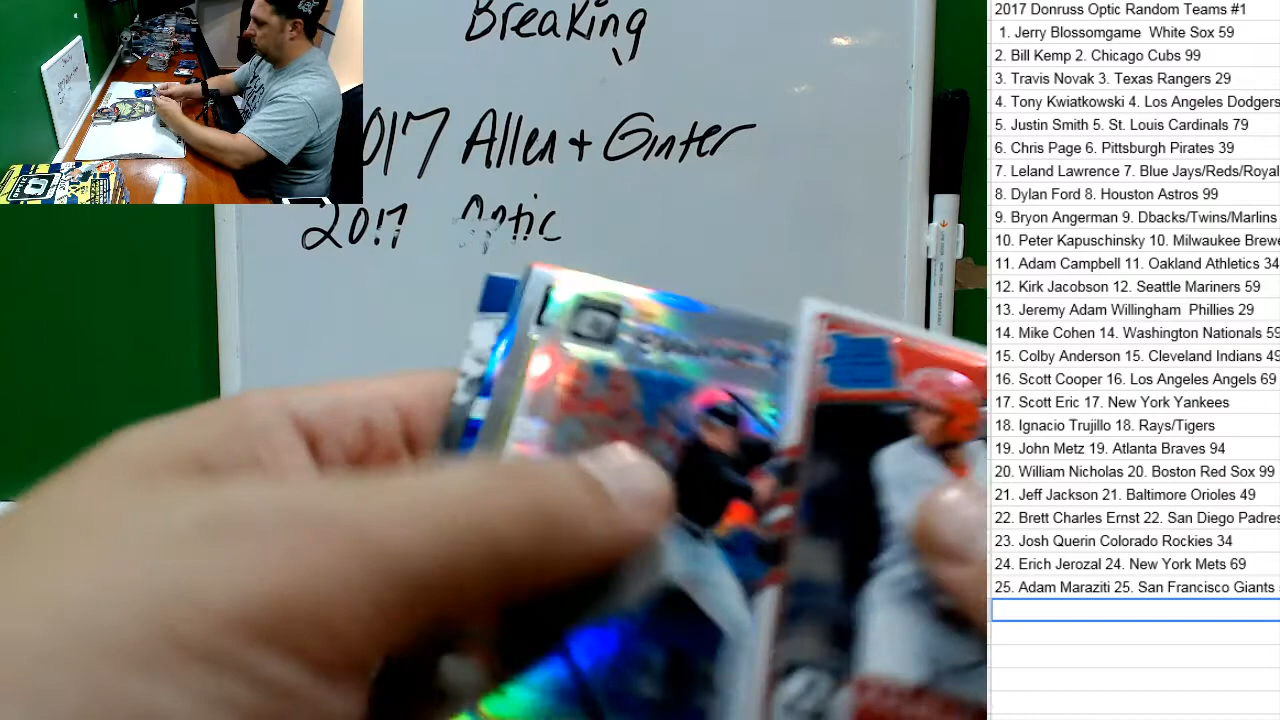 Breaking
2017 Allen + Ginter
2017 Optic
2017 Donruss Optic Random Teams #1
1. Jerry Blossomgame White Sox 59
2. Bill Kemp 2. Chicago Cubs 99
3. Travis Novak 3. Texas Rangers 29
4. Tony Kwiatkowski 4. Los Angeles Dodgers
5. Justin Smith 5. St. Louis Cardinals 79
6. Chris Page 6. Pittsburgh Pirates 39
7. Leland Lawrence 7. Blue Jays/Reds/Royal
8. Dylan Ford 8. Houston Astros 99
9. Bryon Angerman 9. Dbacks/Twins/Marlins
10. Peter Kapuschinsky 10. Milwaukee Brewe
11. Adam Campbell 11. Oakland Athletics 34
12. Kirk Jacobson 12. Seattle Mariners 59
13. Jeremy Adam Willingham Phillies 29
14. Mike Cohen 14. Washington Nationals 55
15. Colby Anderson 15. Cleveland Indians 45
16. Scott Cooper 16. Los Angeles Angels 69
17. Scott Eric 17. New York Yankees
18. Ignacio Trujillo 18. Rays/Tigers
19. John Metz 19. Atlanta Braves 94
20. William Nicholas 20. Boston Red Sox 99
21. Jeff Jackson 21. Baltimore Orioles 49
22. Brett Charles Ernst 22. San Diego Padres
23. Josh Querin Colorado Rockies 34
24. Erich Jerozal 24. New York Mets 69
25. Adam Maraziti 25. San Francisco Giants